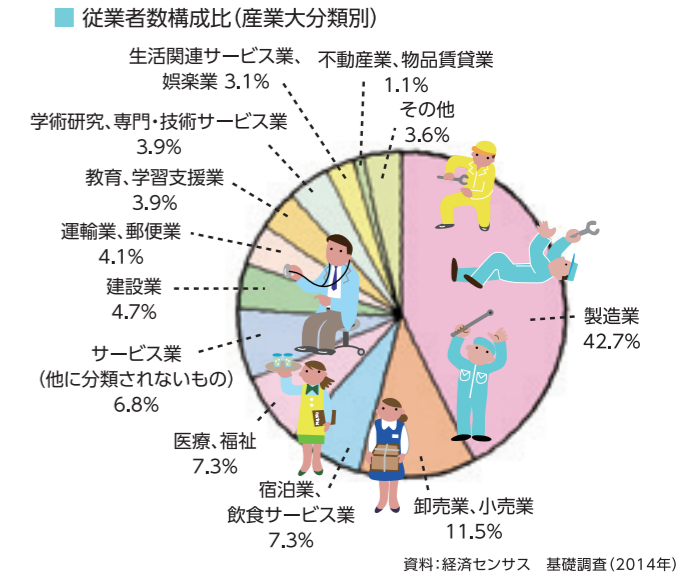 従業者数構成比(産業大分類別)
生活関連サービス業、
娯楽業 3.1%
不動産業、物品賃貸業
1.1%
その他
3.6%
学術研究、専門・技術サービス業
3.9%
教育、学習支援業
3.9%
運輸業、郵便業
4.1%
建設業
4.7%
サービス業
(他に分類されないもの)
6.8%
医療、福祉
7.3%
宿泊業、
飲食サービス業
7.3%
卸売業、小売業
11.5%
製造業
42.7%
資料:経済センサス 基礎調査(2014年)